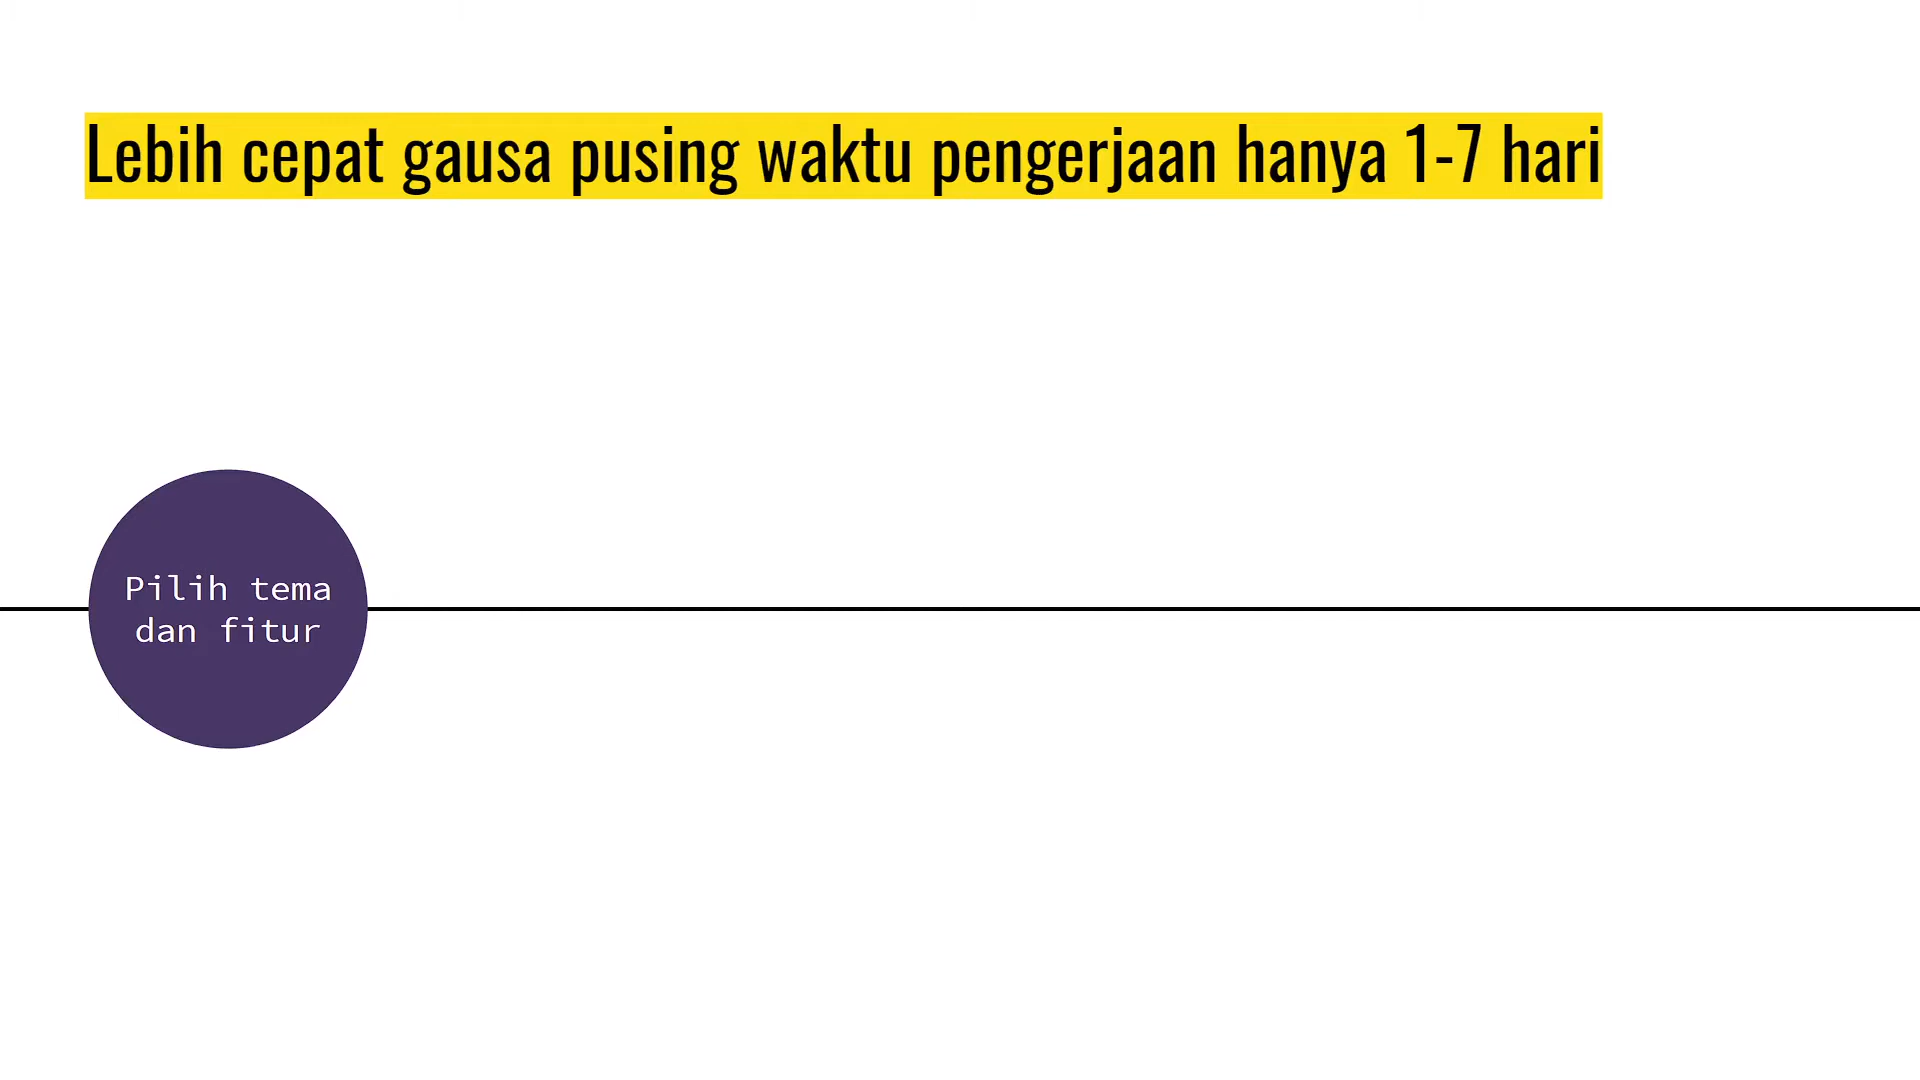 Lebih cepat gausa pusing waktu pengerjaan hanya 1-7 hari
Pilih tema
dan fitur